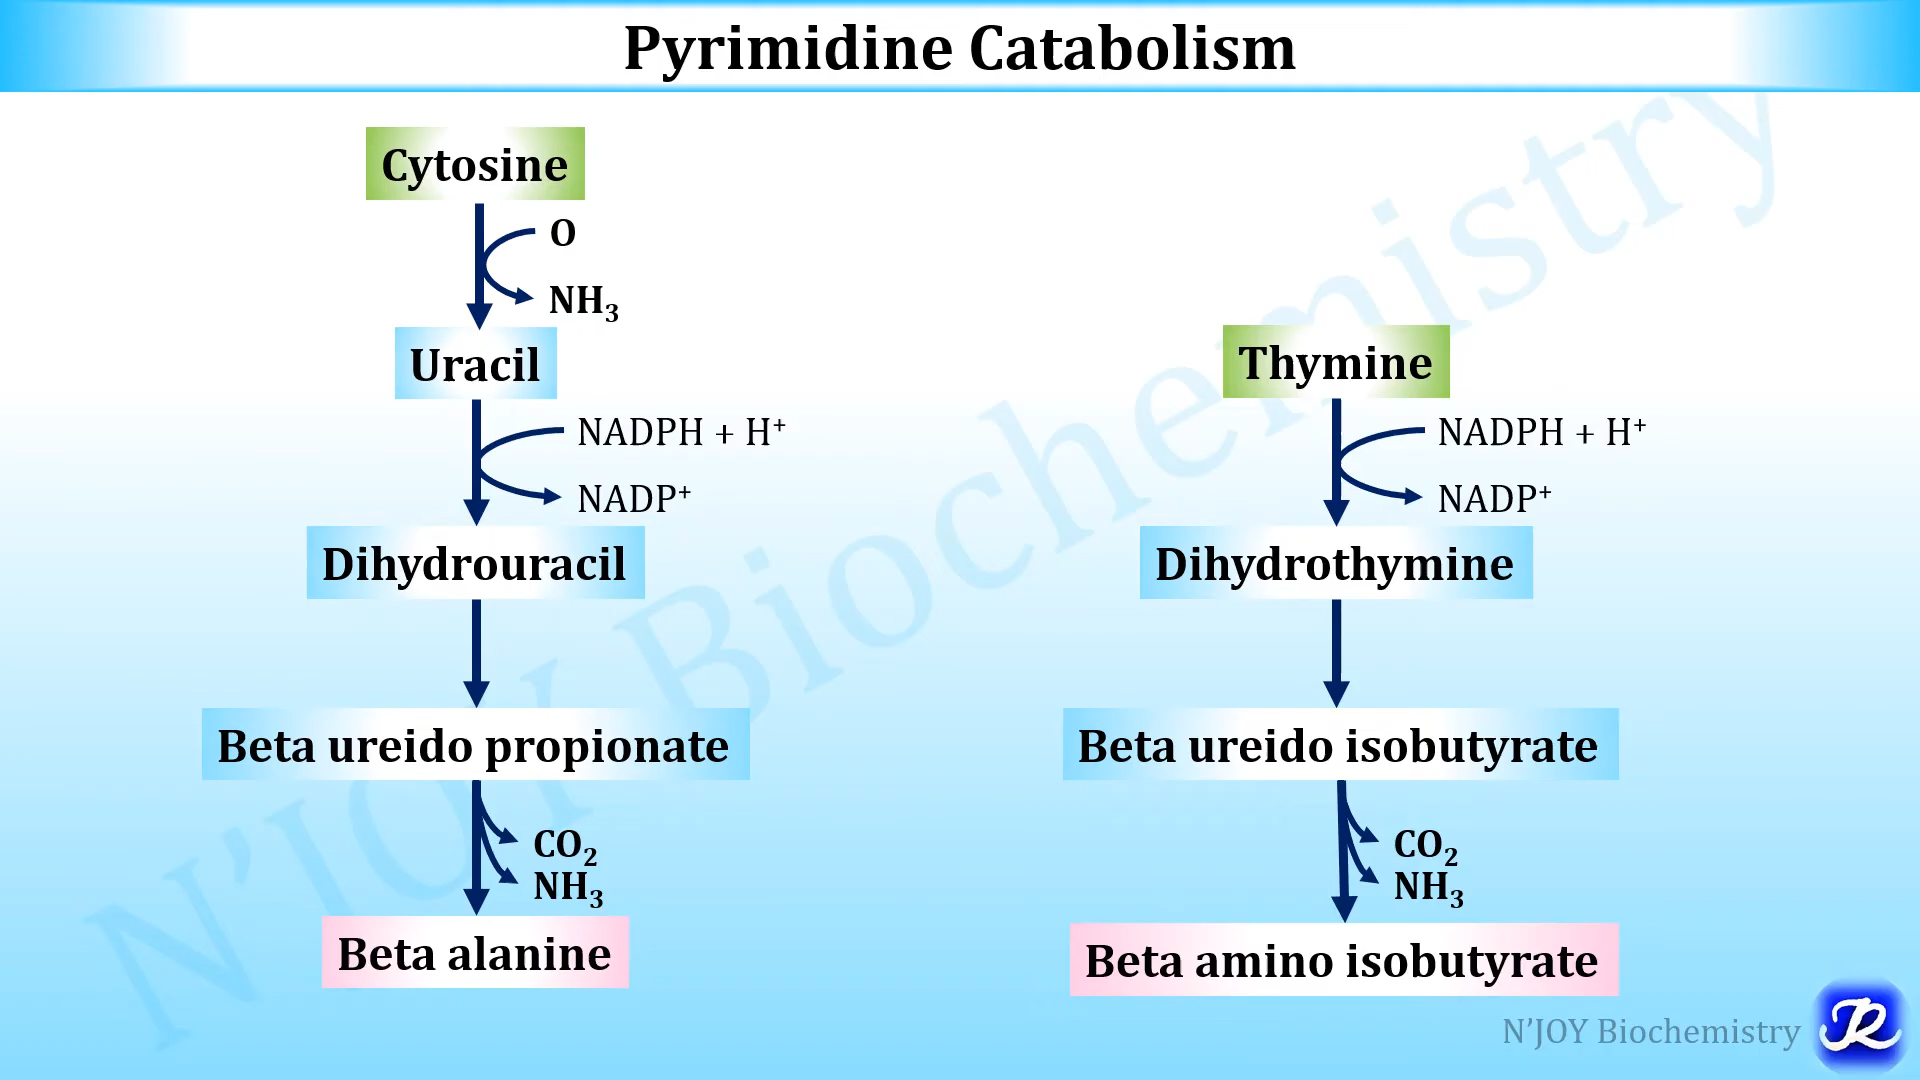 Pyrimidine Catabolism
Cytosine
O
NH₃
Uracil
NADPH + H⁺
NADP⁺
Dihydrouracil
Beta ureido propionate
CO₂
NH₃
Beta alanine
Thymine
NADPH + H⁺
NADP⁺
Dihydrothymine
Beta ureido isobutyrate
CO₂
NH₃
Beta amino isobutyrate
N’JOY Biochemistry
N’JOY Biochemistry